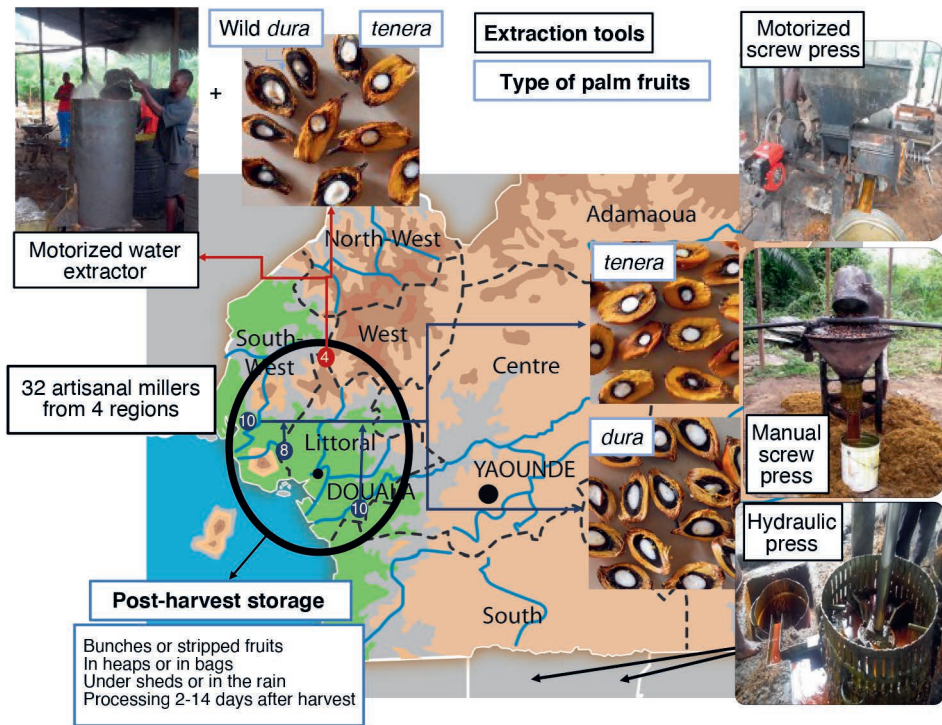 Wild dura
tenera
Extraction tools
Type of palm fruits
Motorized
screw press
+
Motorized water
extractor
North-West
Adamaoua
tenera
South-
West
West
4
Centre
32 artisanal millers
from 4 regions
10
Littoral
8
dura
Manual
screw press
DOUALA
YAOUNDE
10
Hydraulic
press
Post-harvest storage
South
Bunches or stripped fruits
In heaps or in bags
Under sheds or in the rain
Processing 2-14 days after harvest